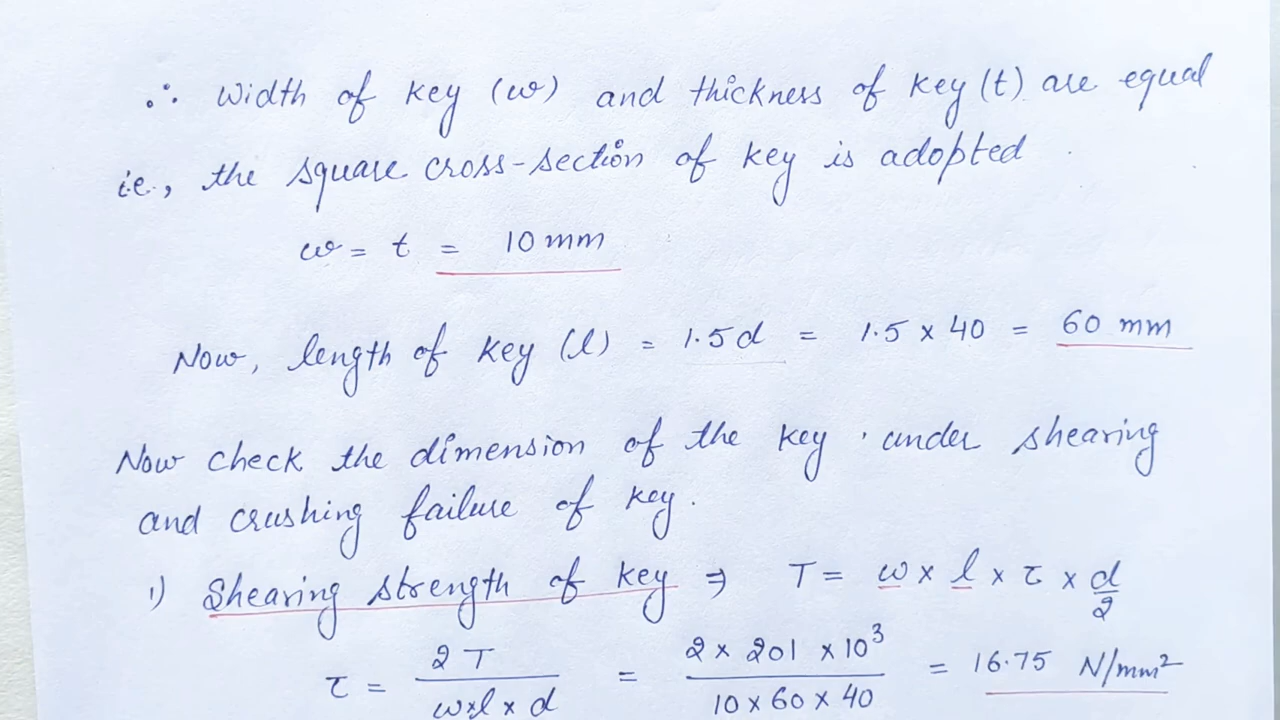 ∴ width of key (w) and thickness of key (t) are equal
i.e., the square cross-section of key is adopted
w = t = 10 mm
Now, length of key (l) = 1.5 d = 1.5 × 40 = 60 mm
Now check the dimension of the key under shearing
and crushing failure of key.
1) Shearing strength of key ⇒ T = w × l × τ × d/2
τ = 2T / (w×l × d) = (2 × 201 × 10³) / (10 × 60 × 40) = 16.75 N/mm²